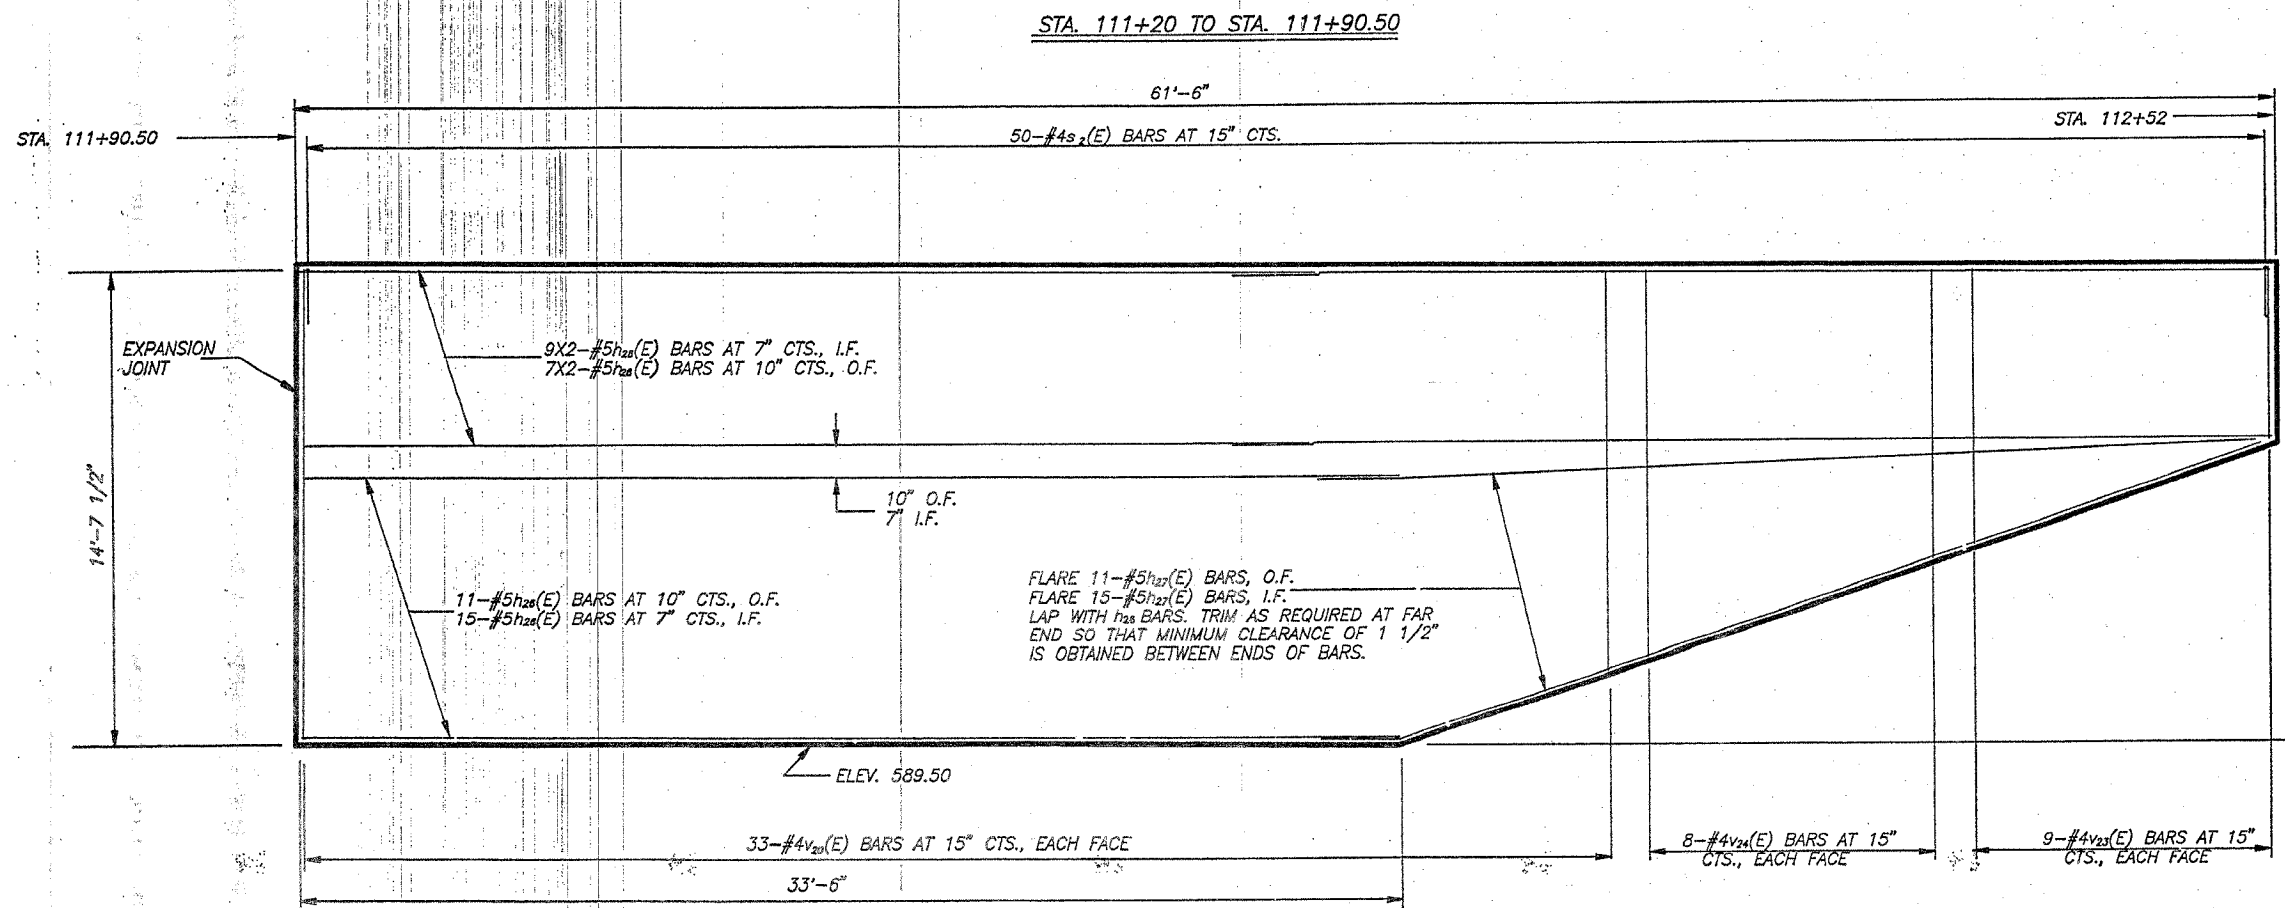 STA. 111+20 TO STA. 111+90.50
61'-6"
STA. 111+90.50
STA. 112+52
50-#4s2(E) BARS AT 15" CTS.
EXPANSION
JOINT
9X2-#5h28(E) BARS AT 7" CTS., I.F.
7X2-#5h28(E) BARS AT 10" CTS., O.F.
14'-7 1/2"
10" O.F.
7" I.F.
11-#5h28(E) BARS AT 10" CTS., O.F.
15-#5h28(E) BARS AT 7" CTS., I.F.
FLARE 11-#5h27(E) BARS, O.F.
FLARE 15-#5h27(E) BARS, I.F.
LAP WITH h28 BARS. TRIM AS REQUIRED AT FAR
END SO THAT MINIMUM CLEARANCE OF 1 1/2"
IS OBTAINED BETWEEN ENDS OF BARS.
ELEV. 589.50
33-#4v20(E) BARS AT 15" CTS., EACH FACE
8-#4v24(E) BARS AT 15"
CTS., EACH FACE
9-#4v23(E) BARS AT 15"
CTS., EACH FACE
33'-6"